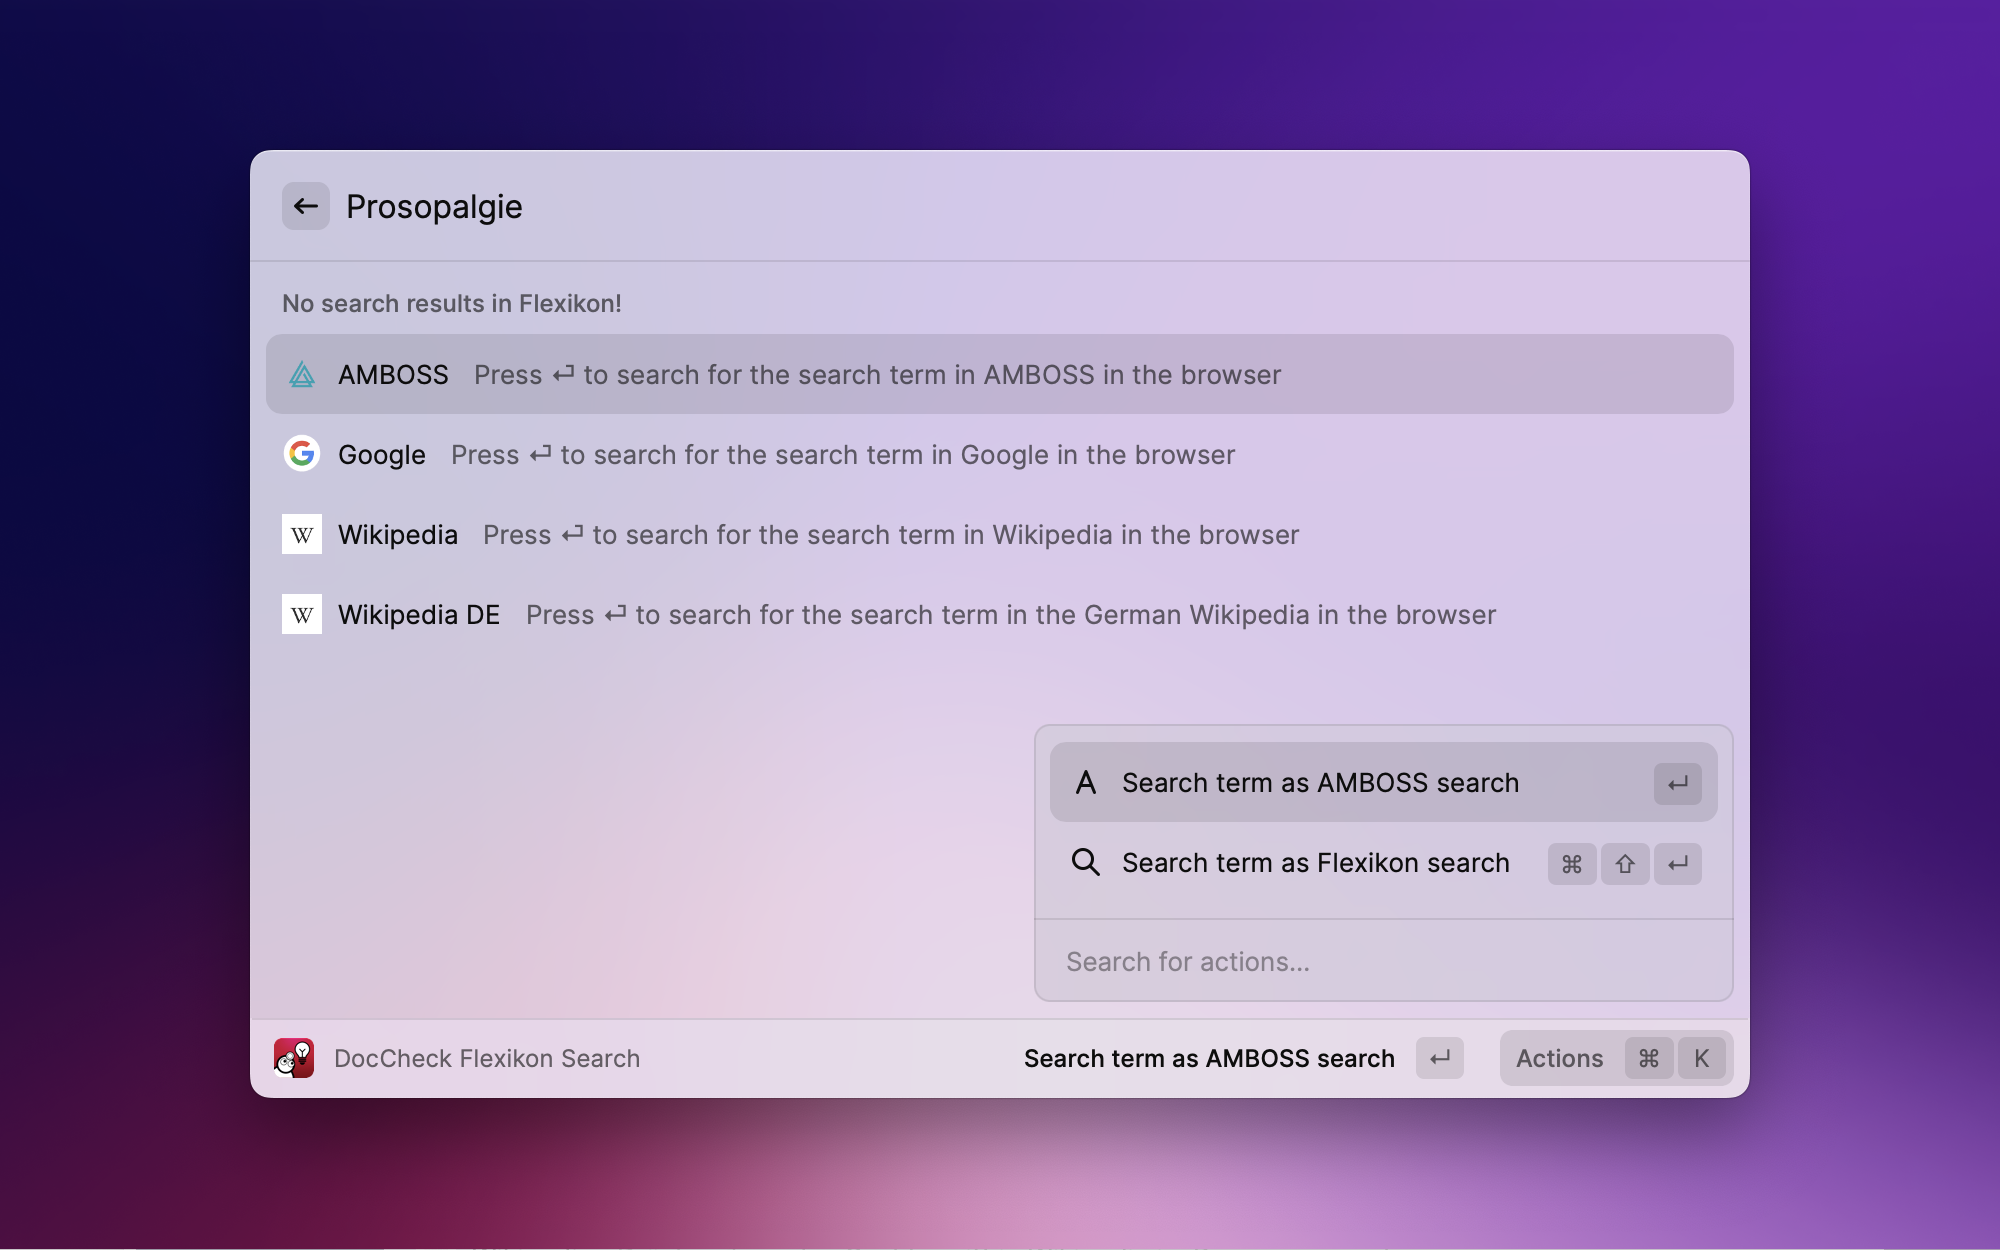 Prosopalgie
No search results in Flexikon!
AMBOSS Press ↵ to search for the search term in AMBOSS in the browser
Google Press ↵ to search for the search term in Google in the browser
W Wikipedia Press ↵ to search for the search term in Wikipedia in the browser
W Wikipedia DE Press ↵ to search for the search term in the German Wikipedia in the browser
A Search term as AMBOSS search ↵
Search term as Flexikon search ⌘ ⇧ ↵
Search for actions...
DocCheck Flexikon Search Search term as AMBOSS search ↵ Actions ⌘ K